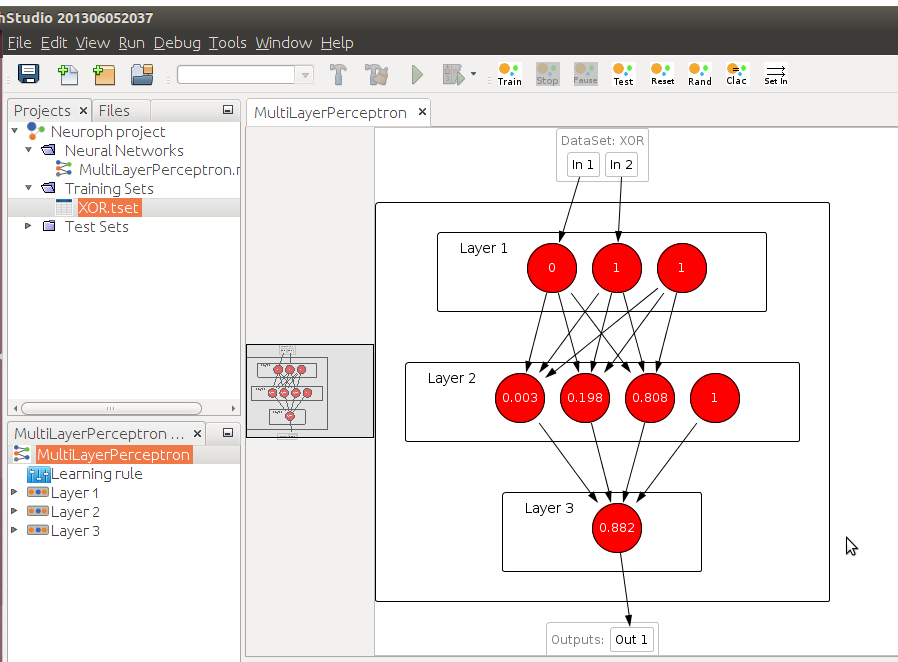 hStudio 201306052037
File Edit View Run Debug Tools Window Help
Train Stop Pause Test Reset Rand Clac Set In
Projects × Files
Neuroph project
Neural Networks
MultiLayerPerceptron.n
Training Sets
XOR.tset
Test Sets
MultiLayerPerceptron ... ×
MultiLayerPerceptron
Learning rule
Layer 1
Layer 2
Layer 3
MultiLayerPerceptron ×
DataSet: XOR
In 1 In 2
Layer 1
0 1 1
Layer 2
0.003 0.198 0.808 1
Layer 3
0.882
Outputs: Out 1